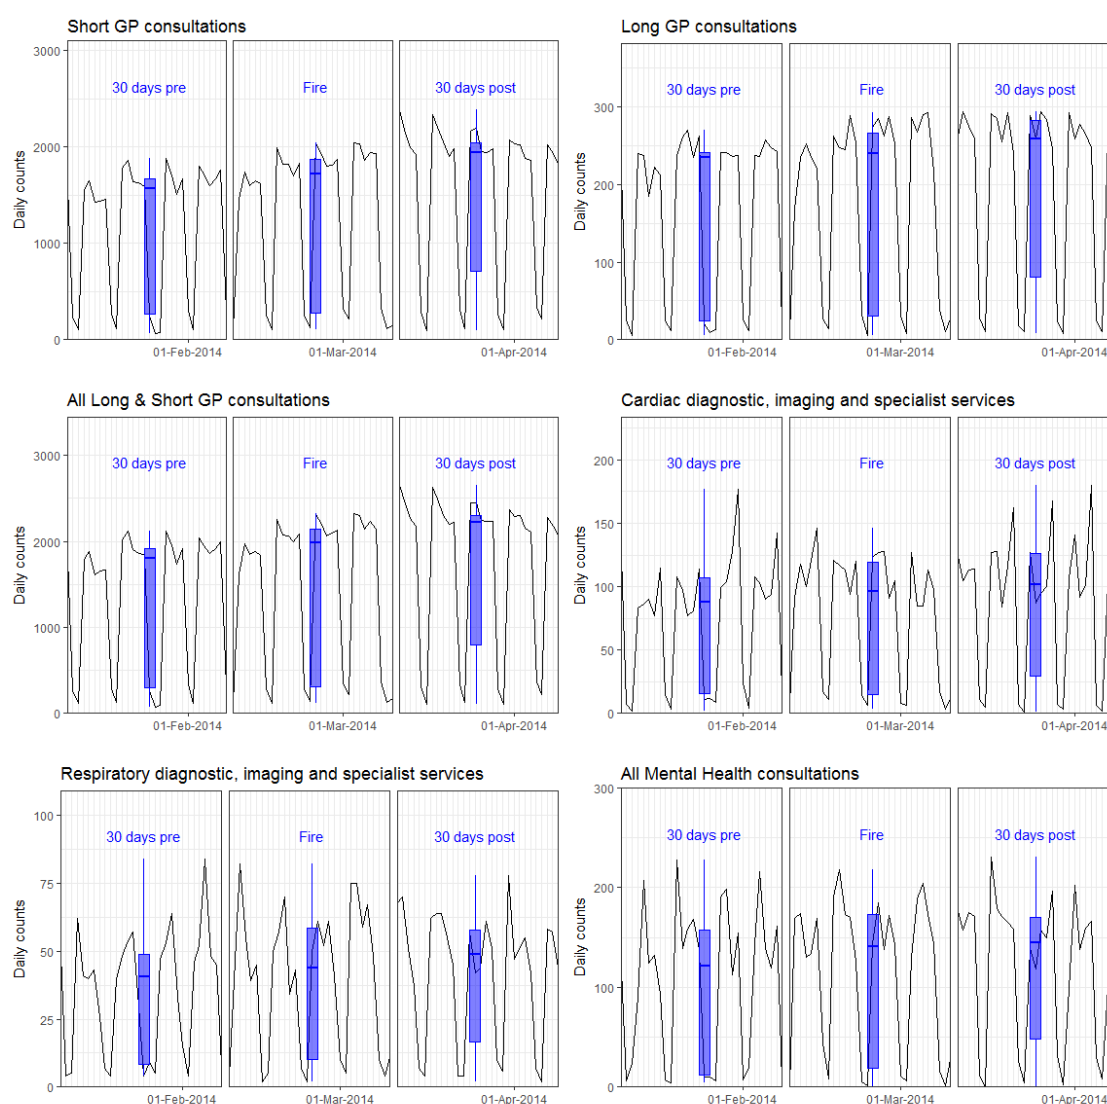 Short GP consultations
Long GP consultations
30 days pre
Fire
30 days post
30 days pre
Fire
30 days post
Daily counts
3000
2000
1000
0
Daily counts
300
200
100
0
01-Feb-2014
01-Mar-2014
01-Apr-2014
01-Feb-2014
01-Mar-2014
01-Apr-2014
All Long & Short GP consultations
Cardiac diagnostic, imaging and specialist services
30 days pre
Fire
30 days post
30 days pre
Fire
30 days post
Daily counts
3000
2000
1000
0
Daily counts
200
150
100
50
0
01-Feb-2014
01-Mar-2014
01-Apr-2014
01-Feb-2014
01-Mar-2014
01-Apr-2014
Respiratory diagnostic, imaging and specialist services
All Mental Health consultations
30 days pre
Fire
30 days post
30 days pre
Fire
30 days post
Daily counts
100
75
50
25
0
Daily counts
300
200
100
0
01-Feb-2014
01-Mar-2014
01-Apr-2014
01-Feb-2014
01-Mar-2014
01-Apr-2014